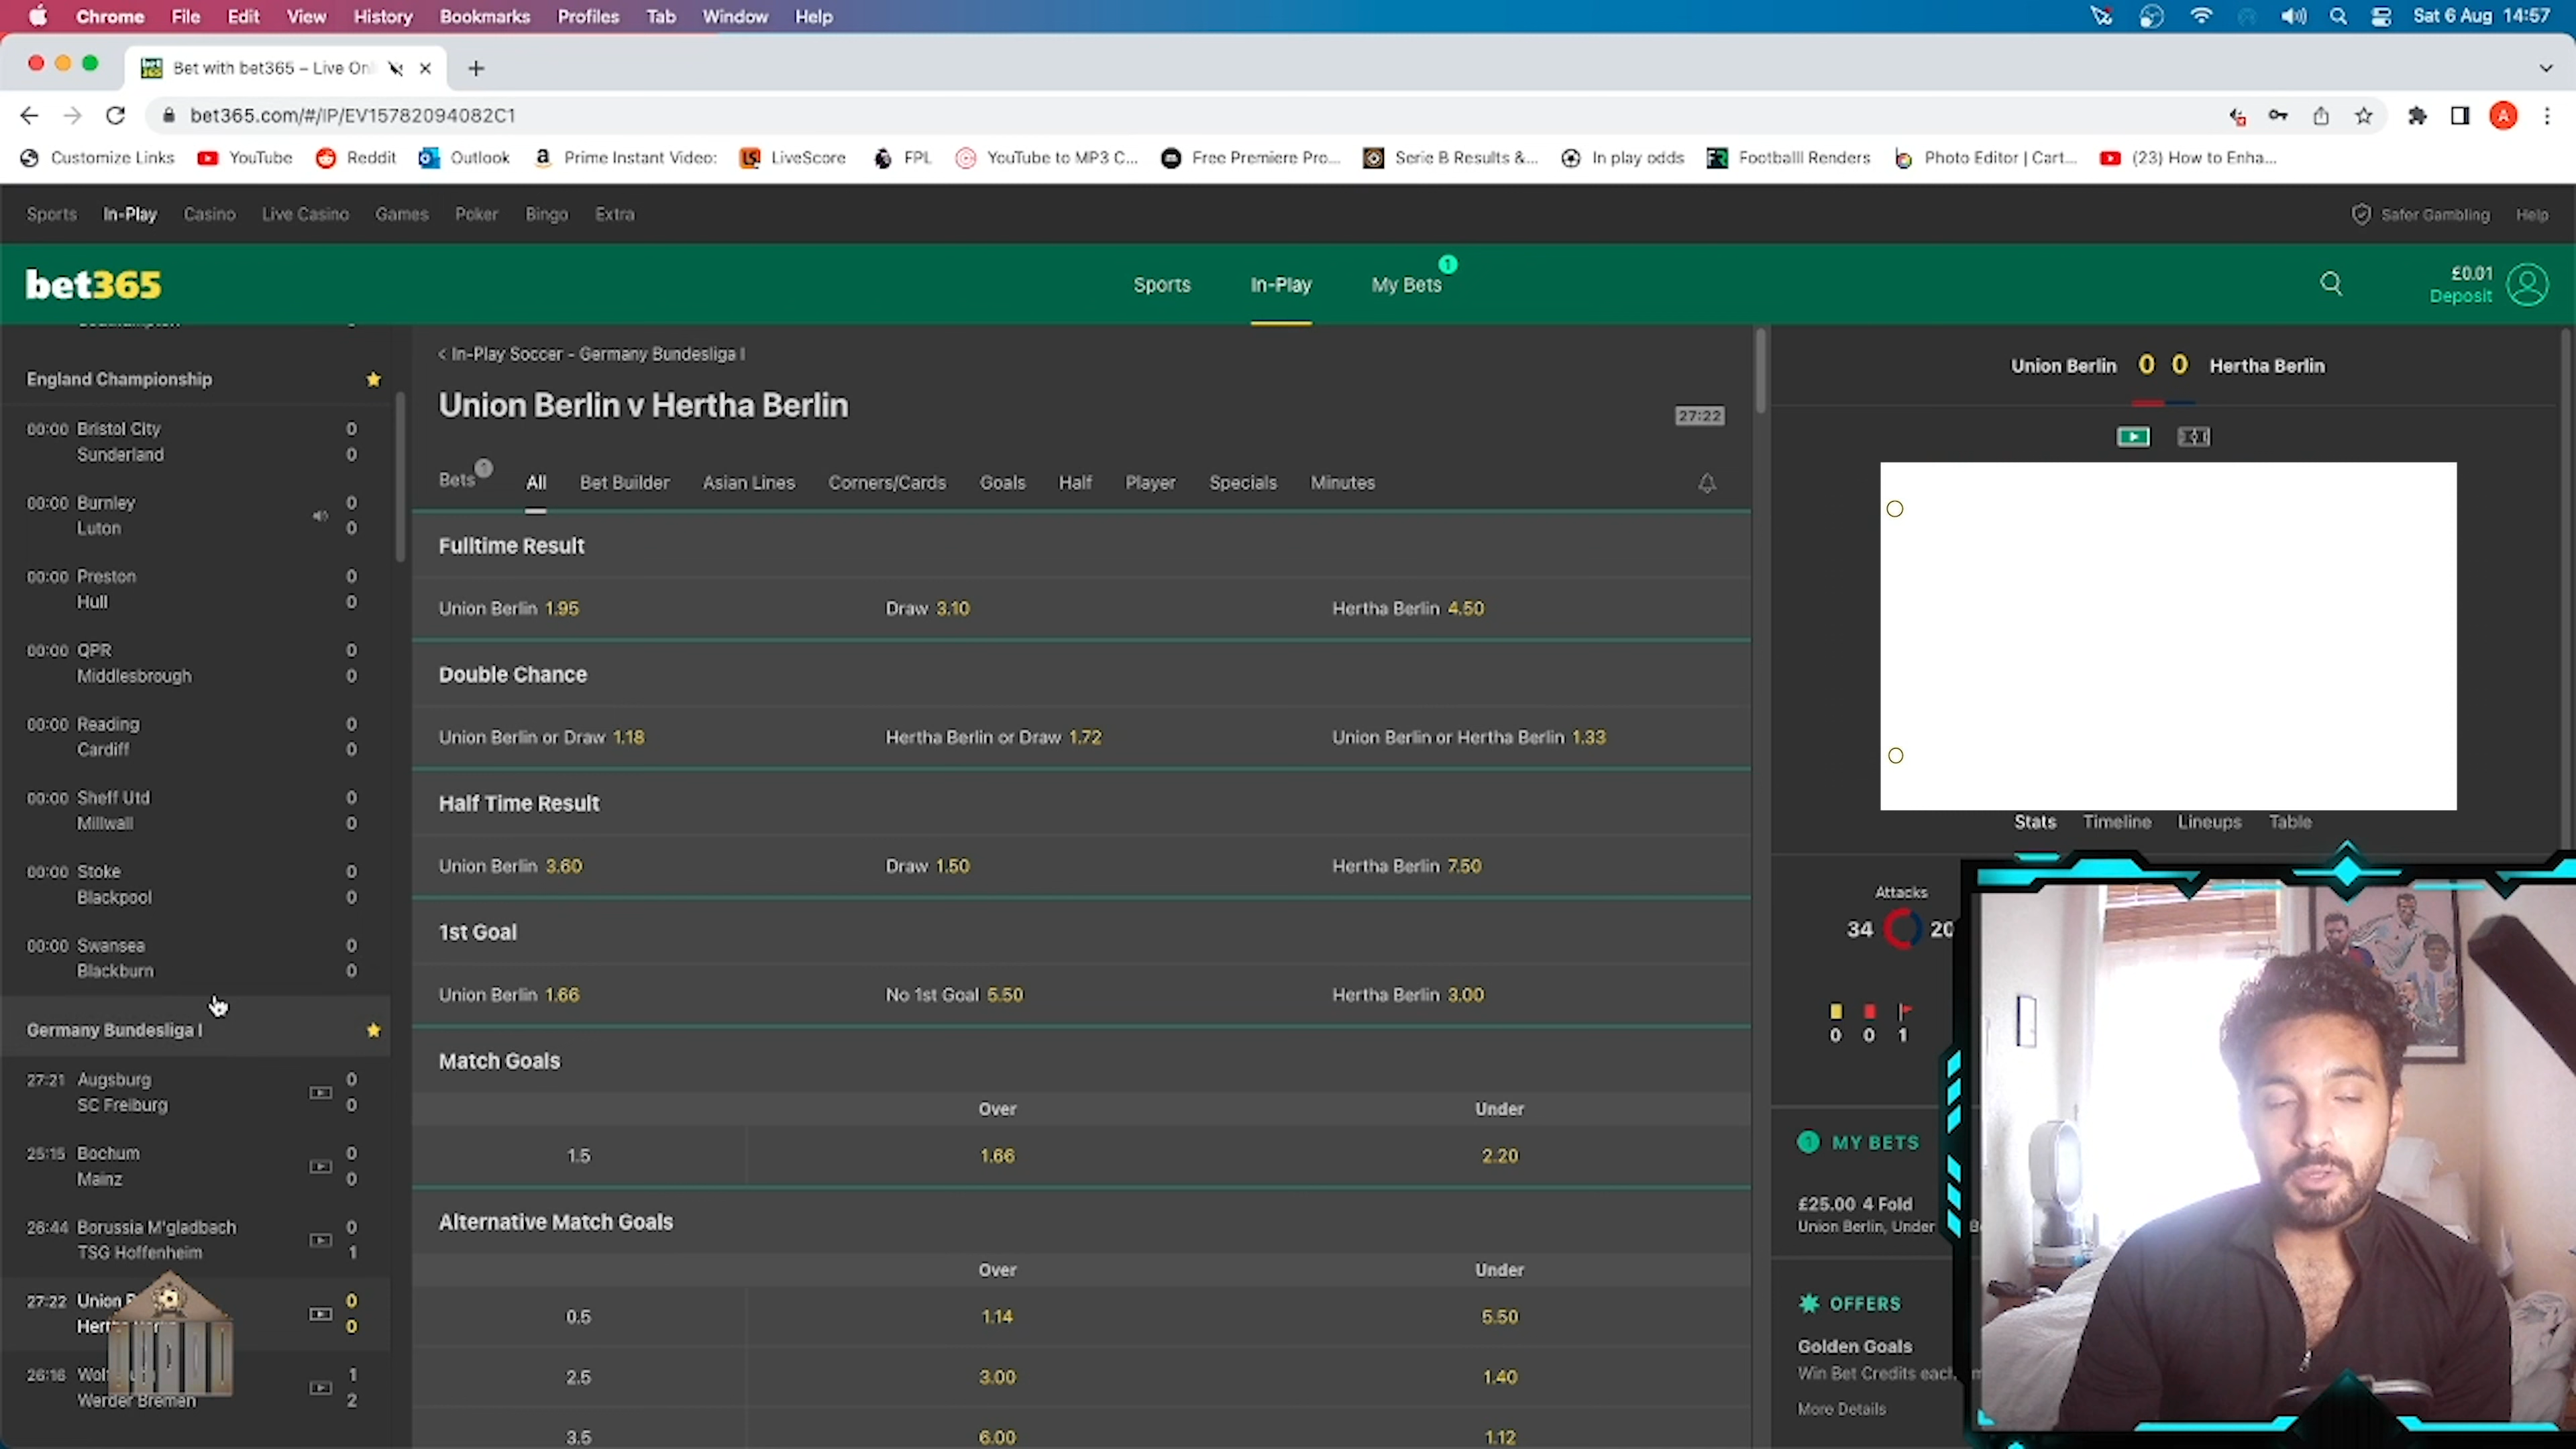 Chrome File Edit View History Bookmarks Profiles Tab Window Help
Sat 6 Aug 14:57
Bet with bet365 – Live Onl
bet365.com/#/IP/EV15782094082C1
A
Customize Links YouTube Reddit Outlook Prime Instant Video: LiveScore FPL YouTube to MP3 C... Free Premiere Pro... Serie B Results &... In play odds Footballl Renders Photo Editor | Cart... (23) How to Enha...
Sports In-Play Casino Live Casino Games Poker Bingo Extra
Safer Gambling Help
bet365
Sports In-Play My Bets 1
£0.01
Deposit
England Championship
00:00 Bristol City 0
Sunderland 0
00:00 Burnley 0
Luton 0
00:00 Preston 0
Hull 0
00:00 QPR 0
Middlesbrough 0
00:00 Reading 0
Cardiff 0
00:00 Sheff Utd 0
Millwall 0
00:00 Stoke 0
Blackpool 0
00:00 Swansea 0
Blackburn 0
Germany Bundesliga I
27:21 Augsburg 0
SC Freiburg 0
25:15 Bochum 0
Mainz 0
26:44 Borussia M'gladbach 0
TSG Hoffenheim 1
27:22 Union 0
0
26:16 1
Werder Bremen 2
< In-Play Soccer - Germany Bundesliga I
Union Berlin v Hertha Berlin
27:22
Bets 1 All Bet Builder Asian Lines Corners/Cards Goals Half Player Specials Minutes
Fulltime Result
Union Berlin 1.95 Draw 3.10 Hertha Berlin 4.50
Double Chance
Union Berlin or Draw 1.18 Hertha Berlin or Draw 1.72 Union Berlin or Hertha Berlin 1.33
Half Time Result
Union Berlin 3.60 Draw 1.50 Hertha Berlin 7.50
1st Goal
Union Berlin 1.66 No 1st Goal 5.50 Hertha Berlin 3.00
Match Goals
Over Under
1.5 1.66 2.20
Alternative Match Goals
Over Under
0.5 1.14 5.50
2.5 3.00 1.40
3.5 6.00 1.12
Union Berlin 0 0 Hertha Berlin
Stats Timeline Lineups Table
Attacks
34 20
0 0 1
1 MY BETS
£25.00 4 Fold
Union Berlin, Under
OFFERS
Golden Goals
Win Bet Credits each
More Details